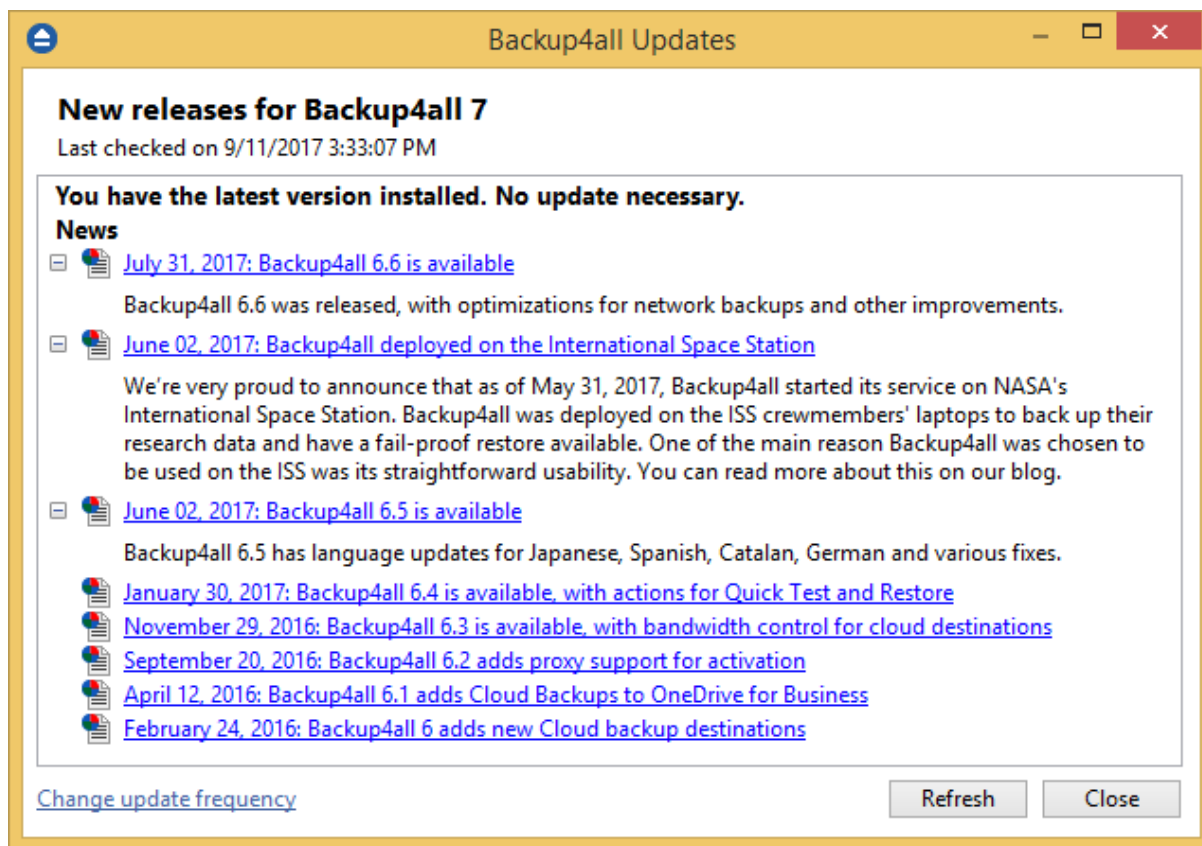 Backup4all Updates
New releases for Backup4all 7
Last checked on 9/11/2017 3:33:07 PM
You have the latest version installed. No update necessary.
News
July 31, 2017: Backup4all 6.6 is available
Backup4all 6.6 was released, with optimizations for network backups and other improvements.
June 02, 2017: Backup4all deployed on the International Space Station
We're very proud to announce that as of May 31, 2017, Backup4all started its service on NASA's
International Space Station. Backup4all was deployed on the ISS crewmembers' laptops to back up their
research data and have a fail-proof restore available. One of the main reason Backup4all was chosen to
be used on the ISS was its straightforward usability. You can read more about this on our blog.
June 02, 2017: Backup4all 6.5 is available
Backup4all 6.5 has language updates for Japanese, Spanish, Catalan, German and various fixes.
January 30, 2017: Backup4all 6.4 is available, with actions for Quick Test and Restore
November 29, 2016: Backup4all 6.3 is available, with bandwidth control for cloud destinations
September 20, 2016: Backup4all 6.2 adds proxy support for activation
April 12, 2016: Backup4all 6.1 adds Cloud Backups to OneDrive for Business
February 24, 2016: Backup4all 6 adds new Cloud backup destinations
Change update frequency
Refresh
Close